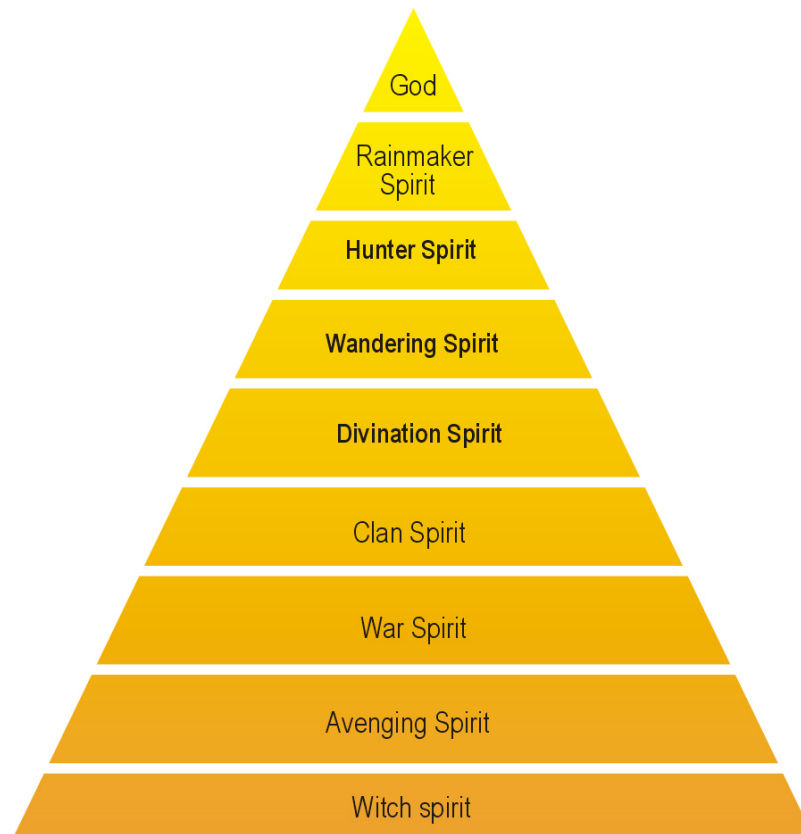 God
Rainmaker
Spirit
Hunter Spirit
Wandering Spirit
Divination Spirit
Clan Spirit
War Spirit
Avenging Spirit
Witch spirit